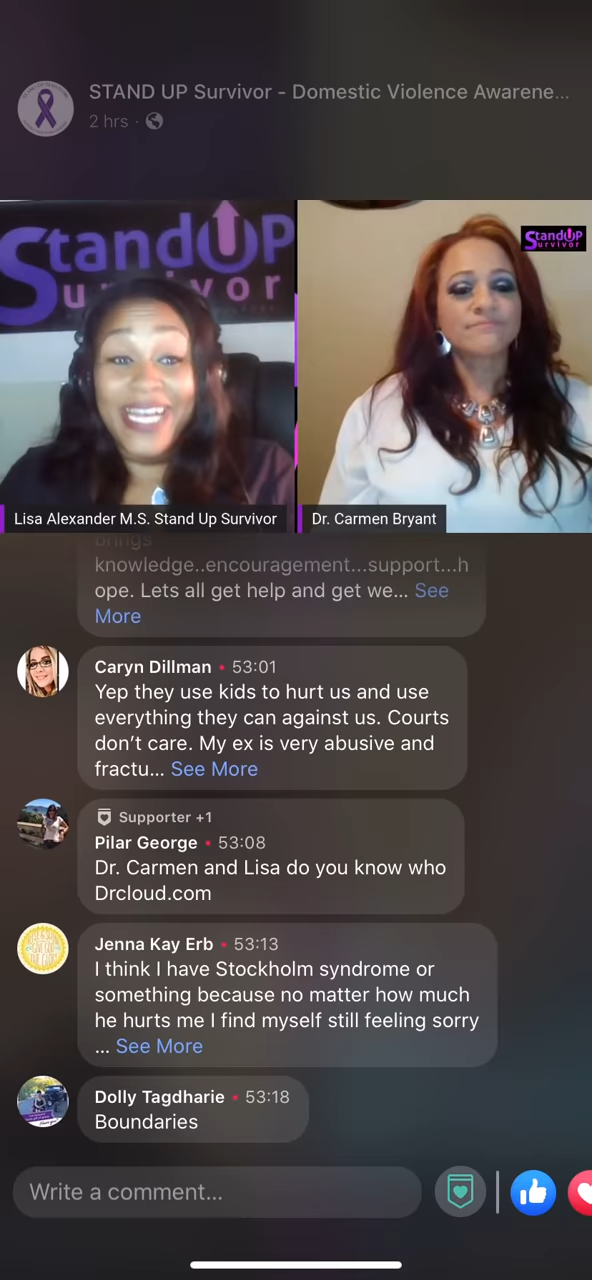 STAND UP Survivor - Domestic Violence Awarene...
2 hrs ·
StandUP
Survivor
StandUP
Survivor
Lisa Alexander M.S. Stand Up Survivor
Dr. Carmen Bryant
brings
knowledge..encouragement...support...h
ope. Lets all get help and get we... See
More
Caryn Dillman • 53:01
Yep they use kids to hurt us and use
everything they can against us. Courts
don’t care. My ex is very abusive and
fractu... See More
Supporter +1
Pilar George • 53:08
Dr. Carmen and Lisa do you know who
Drcloud.com
Jenna Kay Erb • 53:13
I think I have Stockholm syndrome or
something because no matter how much
he hurts me I find myself still feeling sorry
... See More
Dolly Tagdharie • 53:18
Boundaries
Write a comment...